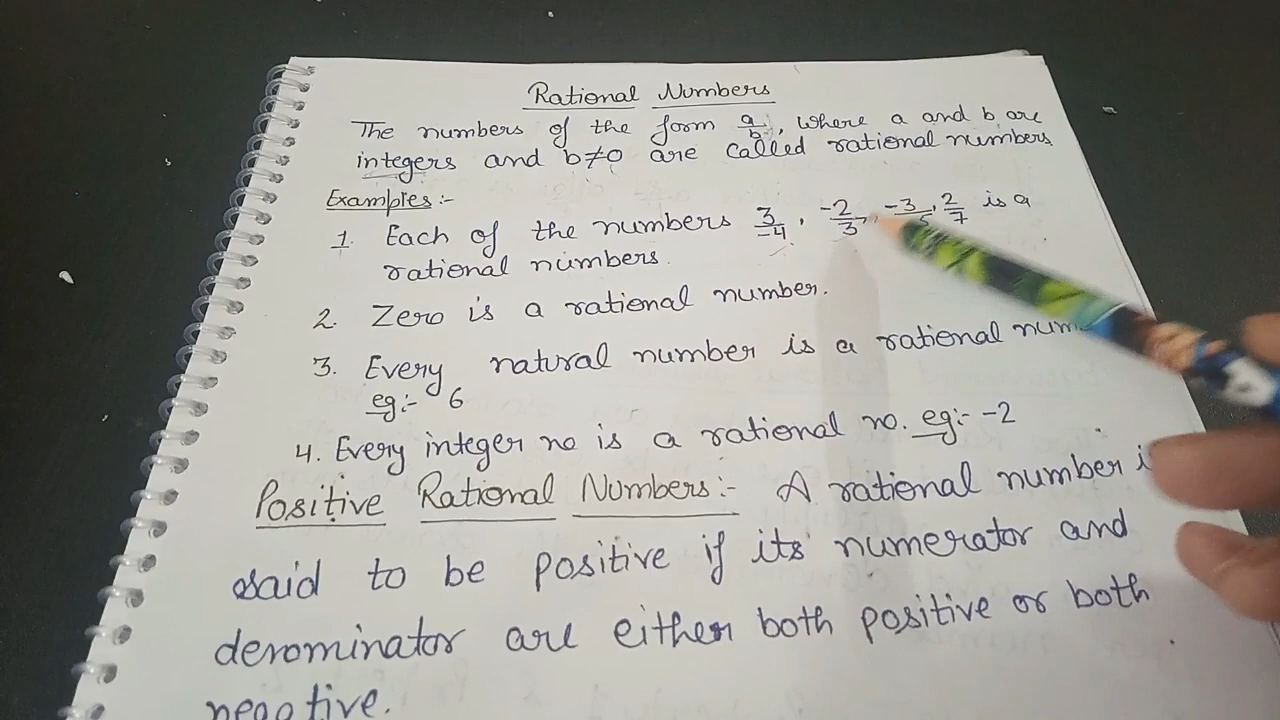 Rational Numbers
The numbers of the form a/b, where a and b are
integers and b≠0 are called rational numbers
Examples:-
1. Each of the numbers 3/-4, -2/3, -3/5, 2/7 is a
rational numbers.
2. Zero is a rational number.
3. Every natural number is a rational num
eg:- 6
4. Every integer no is a rational no. eg:- -2
Positive Rational Numbers:- A rational number i
said to be positive if its numerator and
denominator are either both positive or both
negative.